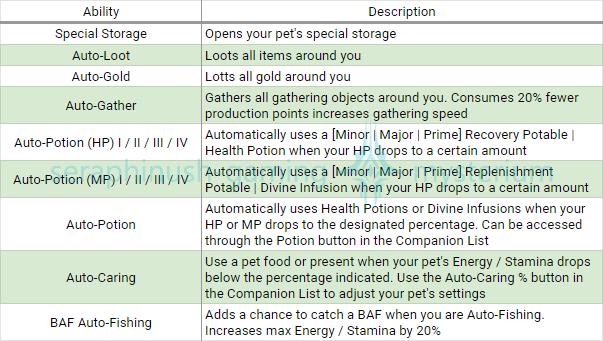 Ability Description
Special Storage Opens your pet's special storage
Auto-Loot Loots all items around you
Auto-Gold Lotts all gold around you
Auto-Gather Gathers all gathering objects around you. Consumes 20% fewer
production points increases gathering speed
Auto-Potion (HP) I / II / III / IV Automatically uses a [Minor | Major | Prime] Recovery Potable |
Health Potion when your HP drops to a certain amount
Auto-Potion (MP) I / II / III / IV Automatically uses a [Minor | Major | Prime] Replenishment
Potable | Divine Infusion when your HP drops to a certain amount
Auto-Potion Automatically uses Health Potions or Divine Infusions when your
HP or MP drops to the designated percentage. Can be accessed
through the Potion button in the Companion List
Auto-Caring Use a pet food or present when your pet's Energy / Stamina drops
below the percentage indicated. Use the Auto-Caring % button in
the Companion List to adjust your pet's settings
BAF Auto-Fishing Adds a chance to catch a BAF when you are Auto-Fishing.
Increases max Energy / Stamina by 20%